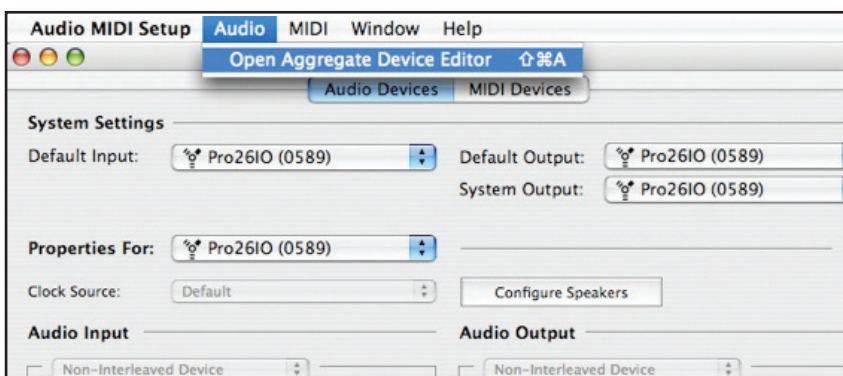 Audio MIDI Setup Audio MIDI Window Help
Open Aggregate Device Editor ⇧⌘A
Audio Devices MIDI Devices
System Settings
Default Input: Pro26IO (0589) Default Output: Pro26IO (0589)
System Output: Pro26IO (0589)
Properties For: Pro26IO (0589)
Clock Source: Default Configure Speakers
Audio Input Audio Output
Non-Interleaved Device Non-Interleaved Device